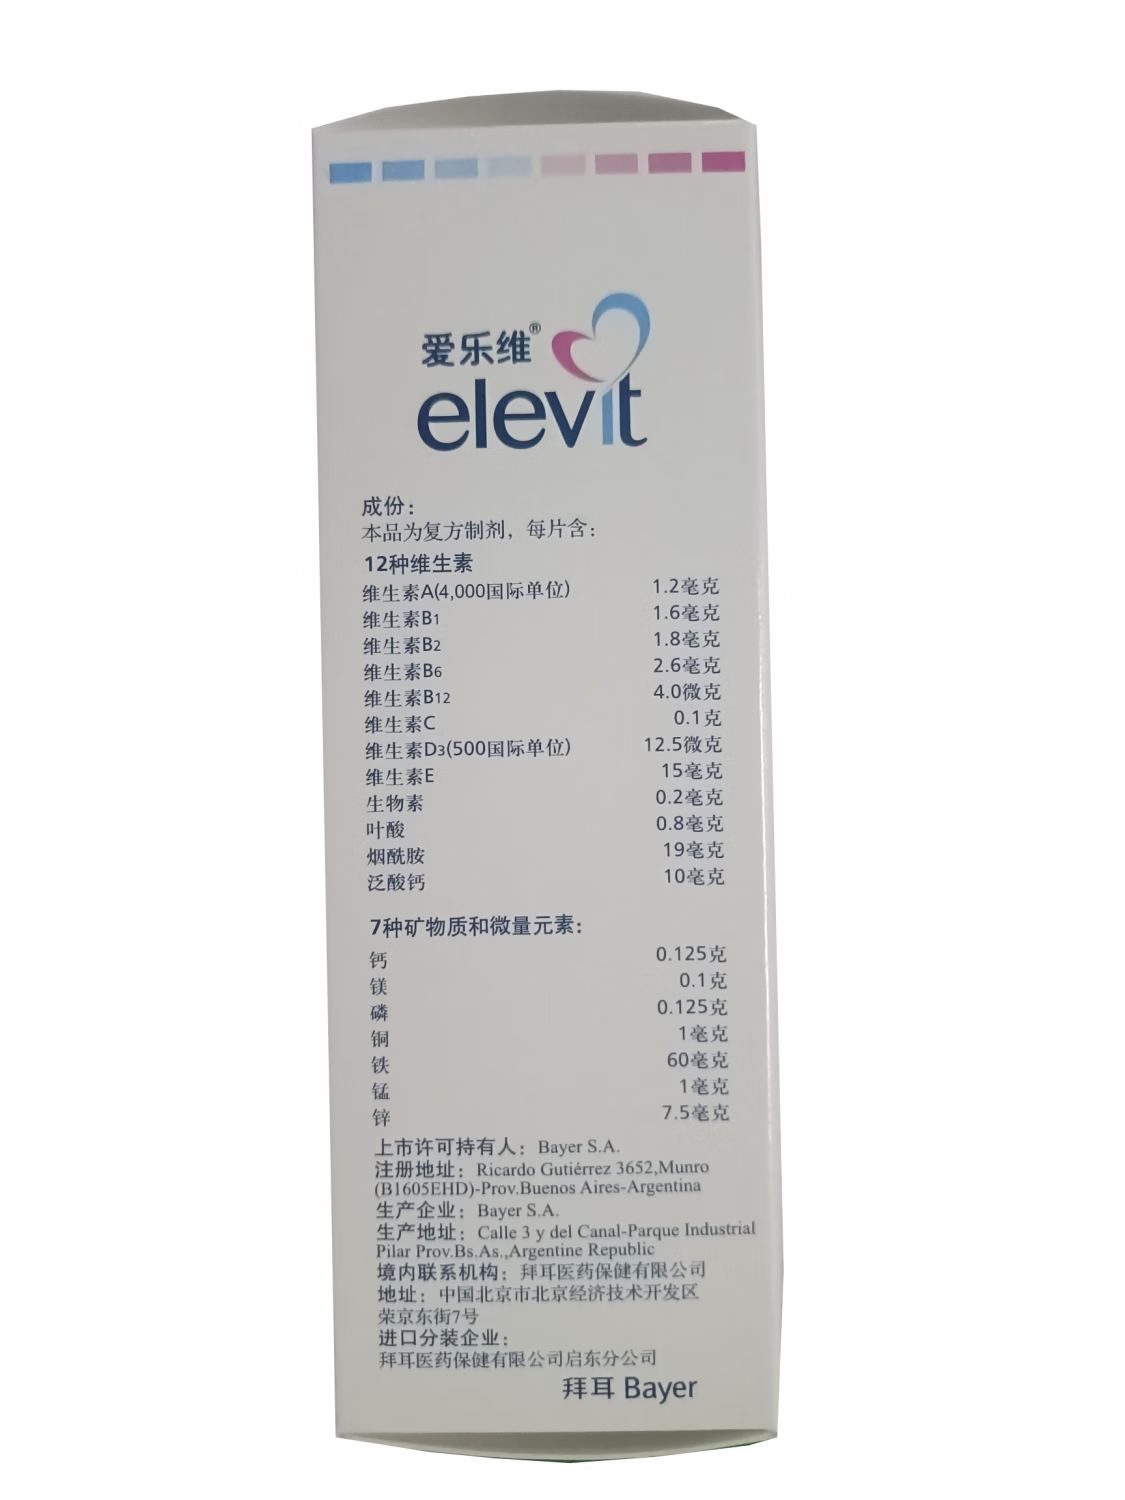 爱乐维®
elevit
成份：
本品为复方制剂，每片含：
12种维生素
维生素A(4,000国际单位) 1.2毫克
维生素B1 1.6毫克
维生素B2 1.8毫克
维生素B6 2.6毫克
维生素B12 4.0微克
维生素C 0.1克
维生素D3(500国际单位) 12.5微克
维生素E 15毫克
生物素 0.2毫克
叶酸 0.8毫克
烟酰胺 19毫克
泛酸钙 10毫克
7种矿物质和微量元素：
钙 0.125克
镁 0.1克
磷 0.125克
铜 1毫克
铁 60毫克
锰 1毫克
锌 7.5毫克
上市许可持有人：Bayer S.A.
注册地址：Ricardo Gutiérrez 3652,Munro
(B1605EHD)-Prov.Buenos Aires-Argentina
生产企业：Bayer S.A.
生产地址：Calle 3 y del Canal-Parque Industrial
Pilar Prov.Bs.As.,Argentine Republic
境内联系机构：拜耳医药保健有限公司
地址：中国北京市北京经济技术开发区
荣京东街7号
进口分装企业：
拜耳医药保健有限公司启东分公司
拜耳 Bayer